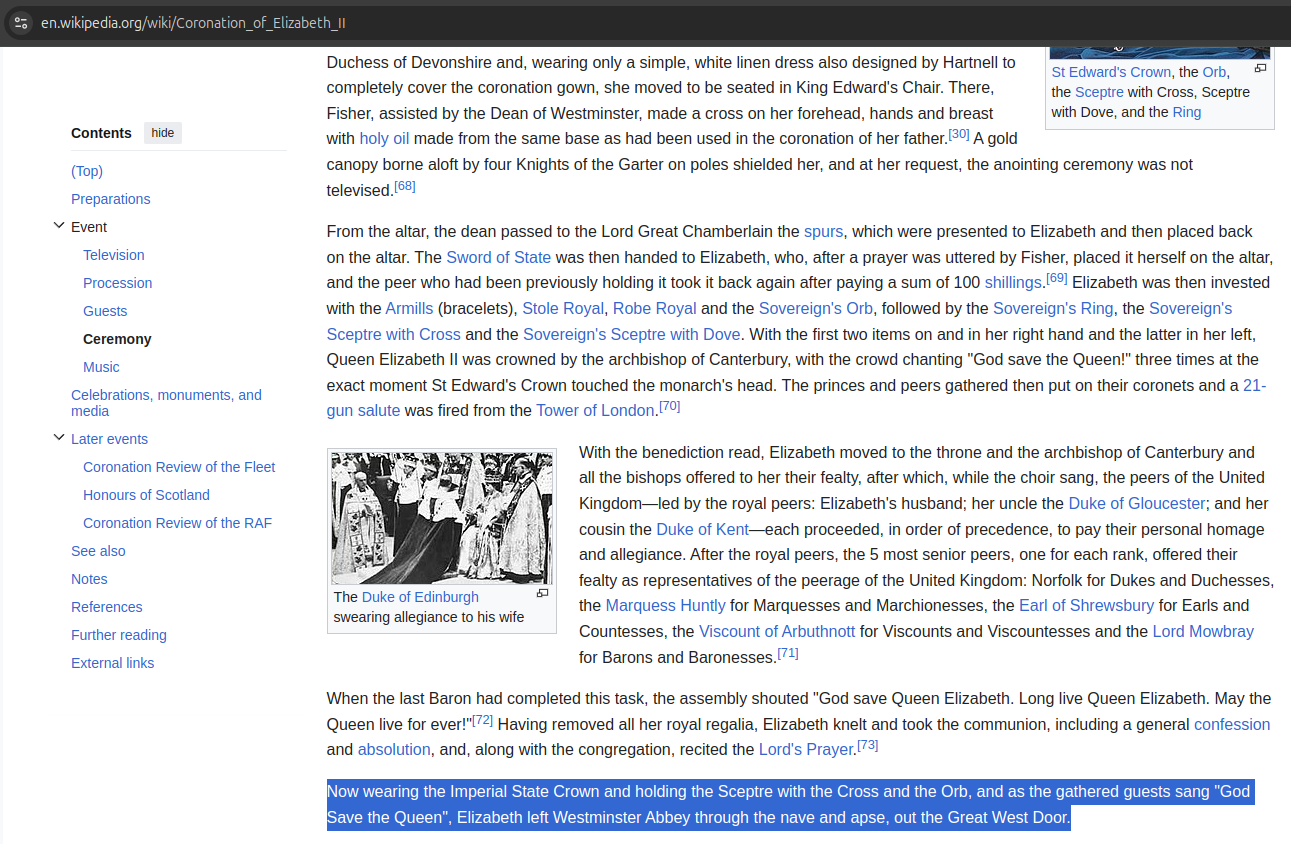 en.wikipedia.org/wiki/Coronation_of_Elizabeth_II
Contents hide
(Top)
Preparations
Event
Television
Procession
Guests
Ceremony
Music
Celebrations, monuments, and
media
Later events
Coronation Review of the Fleet
Honours of Scotland
Coronation Review of the RAF
See also
Notes
References
Further reading
External links
Duchess of Devonshire and, wearing only a simple, white linen dress also designed by Hartnell to
completely cover the coronation gown, she moved to be seated in King Edward's Chair. There,
Fisher, assisted by the Dean of Westminster, made a cross on her forehead, hands and breast
with holy oil made from the same base as had been used in the coronation of her father.[30] A gold
canopy borne aloft by four Knights of the Garter on poles shielded her, and at her request, the anointing ceremony was not
televised.[68]
St Edward's Crown, the Orb,
the Sceptre with Cross, Sceptre
with Dove, and the Ring
From the altar, the dean passed to the Lord Great Chamberlain the spurs, which were presented to Elizabeth and then placed back
on the altar. The Sword of State was then handed to Elizabeth, who, after a prayer was uttered by Fisher, placed it herself on the altar,
and the peer who had been previously holding it took it back again after paying a sum of 100 shillings.[69] Elizabeth was then invested
with the Armills (bracelets), Stole Royal, Robe Royal and the Sovereign's Orb, followed by the Sovereign's Ring, the Sovereign's
Sceptre with Cross and the Sovereign's Sceptre with Dove. With the first two items on and in her right hand and the latter in her left,
Queen Elizabeth II was crowned by the archbishop of Canterbury, with the crowd chanting "God save the Queen!" three times at the
exact moment St Edward's Crown touched the monarch's head. The princes and peers gathered then put on their coronets and a 21-
gun salute was fired from the Tower of London.[70]
The Duke of Edinburgh
swearing allegiance to his wife
With the benediction read, Elizabeth moved to the throne and the archbishop of Canterbury and
all the bishops offered to her their fealty, after which, while the choir sang, the peers of the United
Kingdom—led by the royal peers: Elizabeth's husband; her uncle the Duke of Gloucester; and her
cousin the Duke of Kent—each proceeded, in order of precedence, to pay their personal homage
and allegiance. After the royal peers, the 5 most senior peers, one for each rank, offered their
fealty as representatives of the peerage of the United Kingdom: Norfolk for Dukes and Duchesses,
the Marquess Huntly for Marquesses and Marchionesses, the Earl of Shrewsbury for Earls and
Countesses, the Viscount of Arbuthnott for Viscounts and Viscountesses and the Lord Mowbray
for Barons and Baronesses.[71]
When the last Baron had completed this task, the assembly shouted "God save Queen Elizabeth. Long live Queen Elizabeth. May the
Queen live for ever!"[72] Having removed all her royal regalia, Elizabeth knelt and took the communion, including a general confession
and absolution, and, along with the congregation, recited the Lord's Prayer.[73]
Now wearing the Imperial State Crown and holding the Sceptre with the Cross and the Orb, and as the gathered guests sang "God
Save the Queen", Elizabeth left Westminster Abbey through the nave and apse, out the Great West Door.